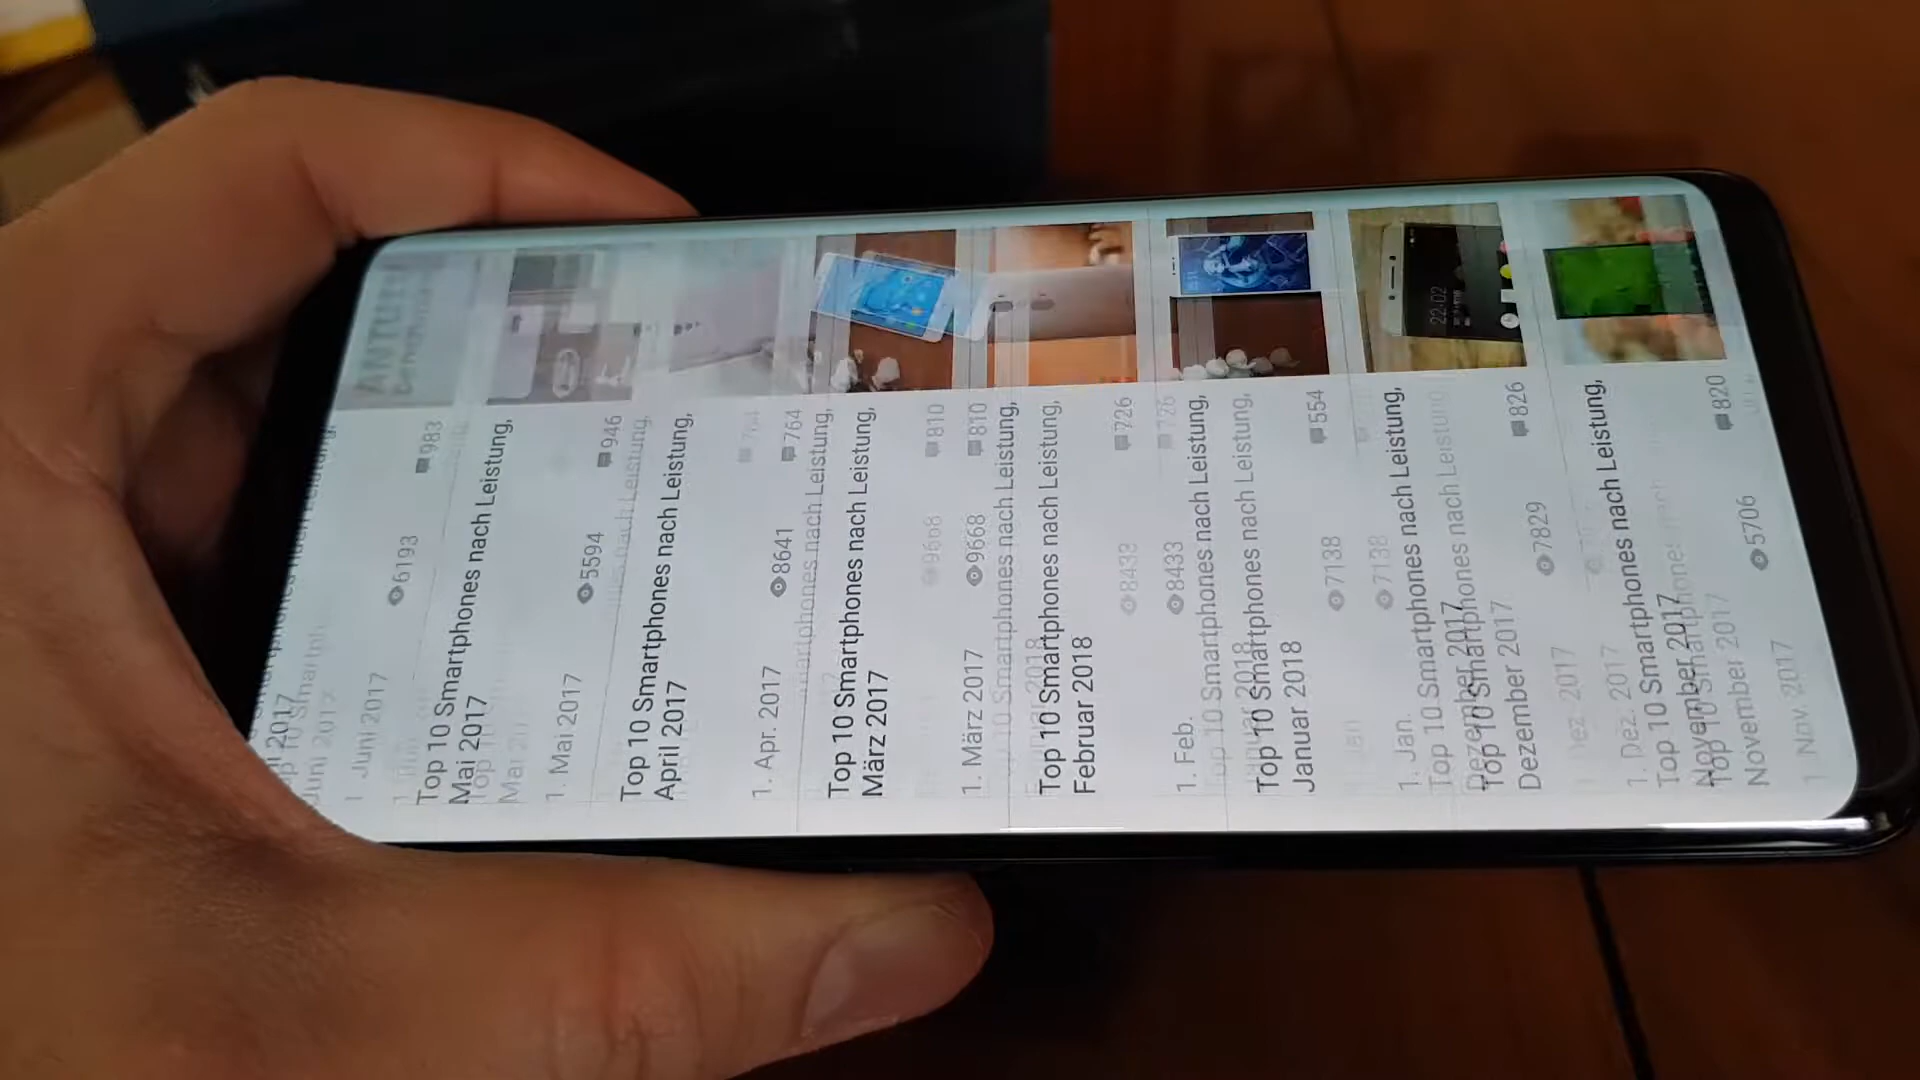 ANTUTU
Juni 2017
1. Juni 2017
6193
983
Top 10 Smartphones nach Leistung,
Mai 2017
1. Mai 2017
5594
946
Top 10 Smartphones nach Leistung,
April 2017
1. Apr. 2017
8641
764
Top 10 Smartphones nach Leistung,
März 2017
1. März 2017
9668
810
Top 10 Smartphones nach Leistung,
Februar 2018
1. Feb.
8433
726
Top 10 Smartphones nach Leistung,
Januar 2018
1. Jan.
7138
554
Top 10 Smartphones nach Leistung,
Dezember 2017
1. Dez. 2017
7829
826
Top 10 Smartphones nach Leistung,
November 2017
1. Nov. 2017
5706
820
22:02